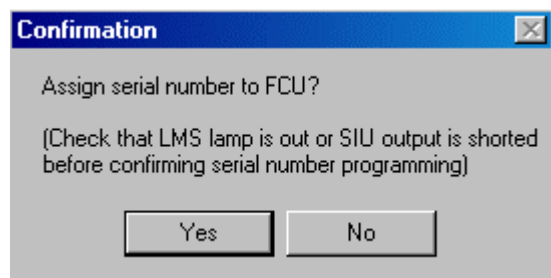 Confirmation
Assign serial number to FCU?
(Check that LMS lamp is out or SIU output is shorted
before confirming serial number programming)
Yes
No